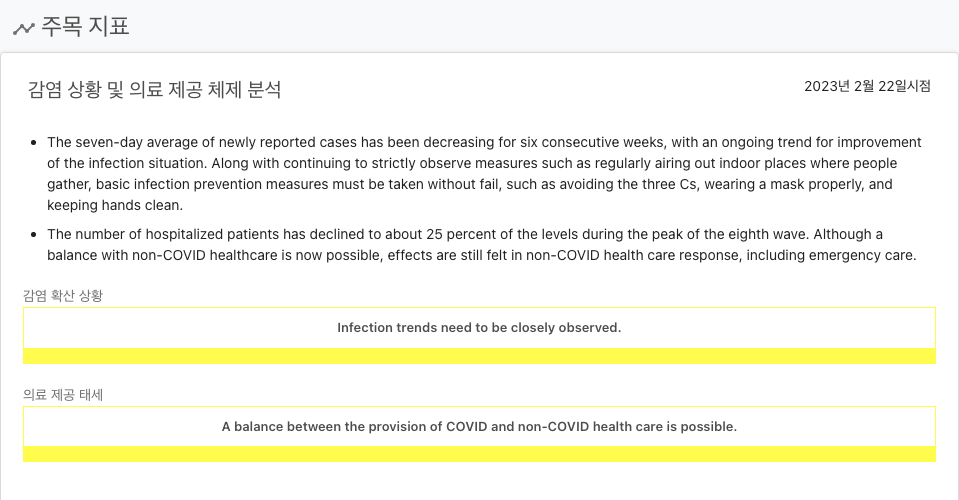 주목 지표
감염 상황 및 의료 제공 체제 분석
2023년 2월 22일시점
The seven-day average of newly reported cases has been decreasing for six consecutive weeks, with an ongoing trend for improvement
of the infection situation. Along with continuing to strictly observe measures such as regularly airing out indoor places where people
gather, basic infection prevention measures must be taken without fail, such as avoiding the three Cs, wearing a mask properly, and
keeping hands clean.
The number of hospitalized patients has declined to about 25 percent of the levels during the peak of the eighth wave. Although a
balance with non-COVID healthcare is now possible, effects are still felt in non-COVID health care response, including emergency care.
감염 확산 상황
Infection trends need to be closely observed.
의료 제공 태세
A balance between the provision of COVID and non-COVID health care is possible.